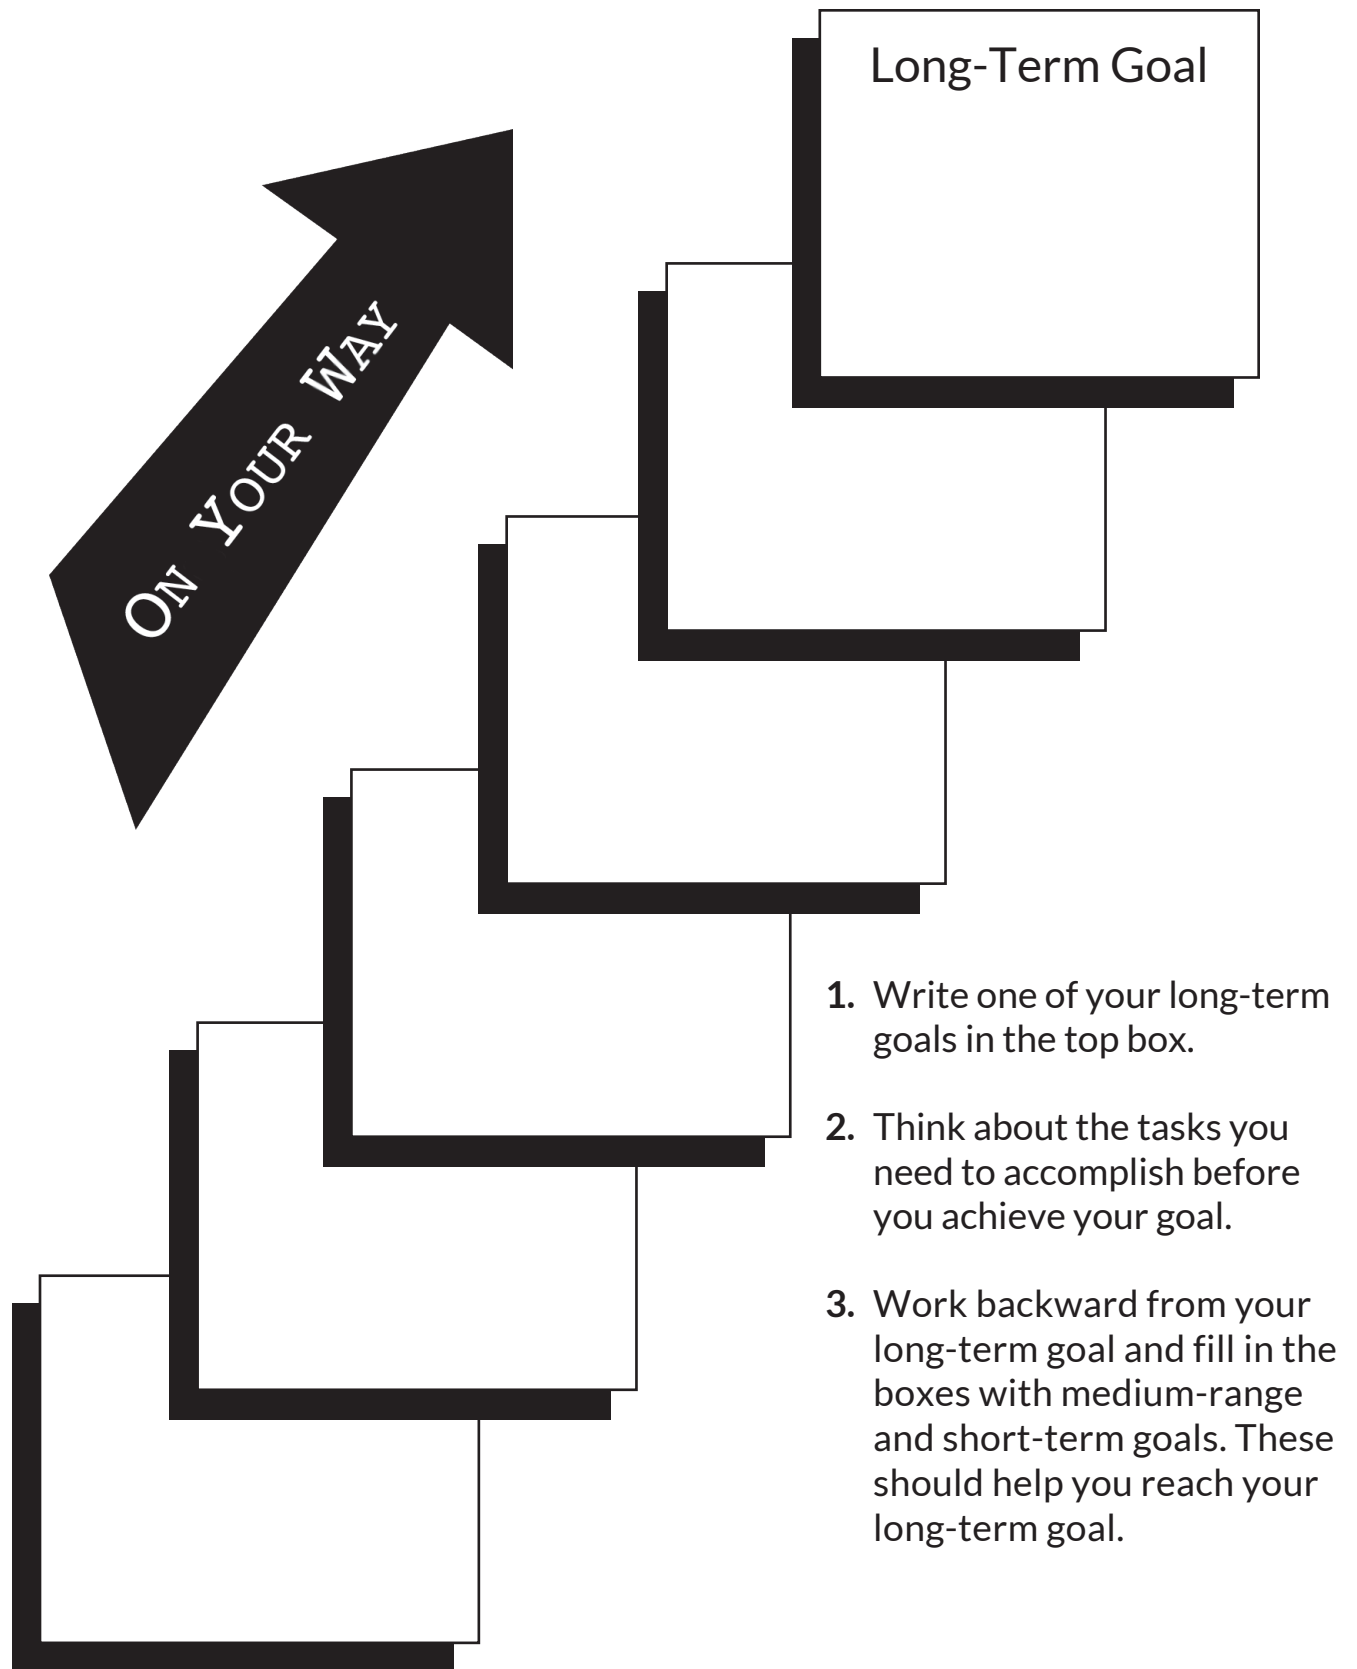 Long-Term Goal
On Your Way
1. Write one of your long-term
goals in the top box.
2. Think about the tasks you
need to accomplish before
you achieve your goal.
3. Work backward from your
long-term goal and fill in the
boxes with medium-range
and short-term goals. These
should help you reach your
long-term goal.